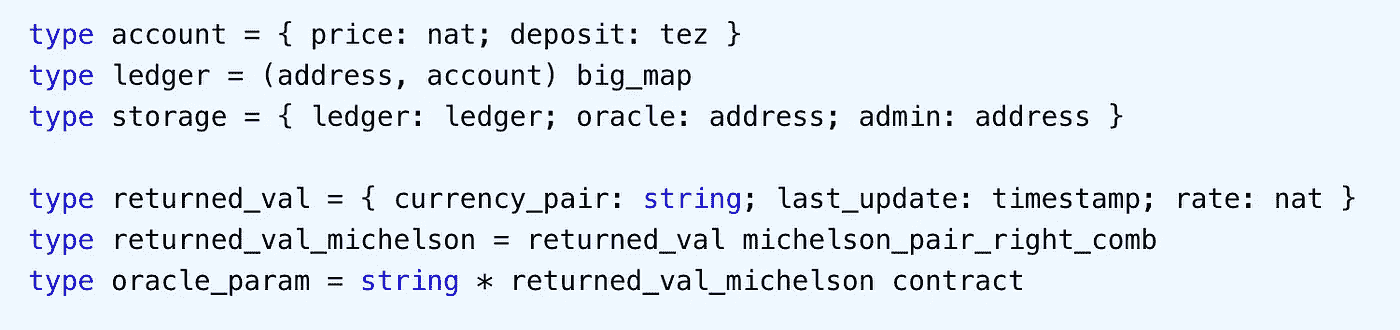 type account = { price: nat; deposit: tez }
type ledger = (address, account) big_map
type storage = { ledger: ledger; oracle: address; admin: address }
type returned_val = { currency_pair: string; last_update: timestamp; rate: nat }
type returned_val_michelson = returned_val michelson_pair_right_comb
type oracle_param = string * returned_val_michelson contract